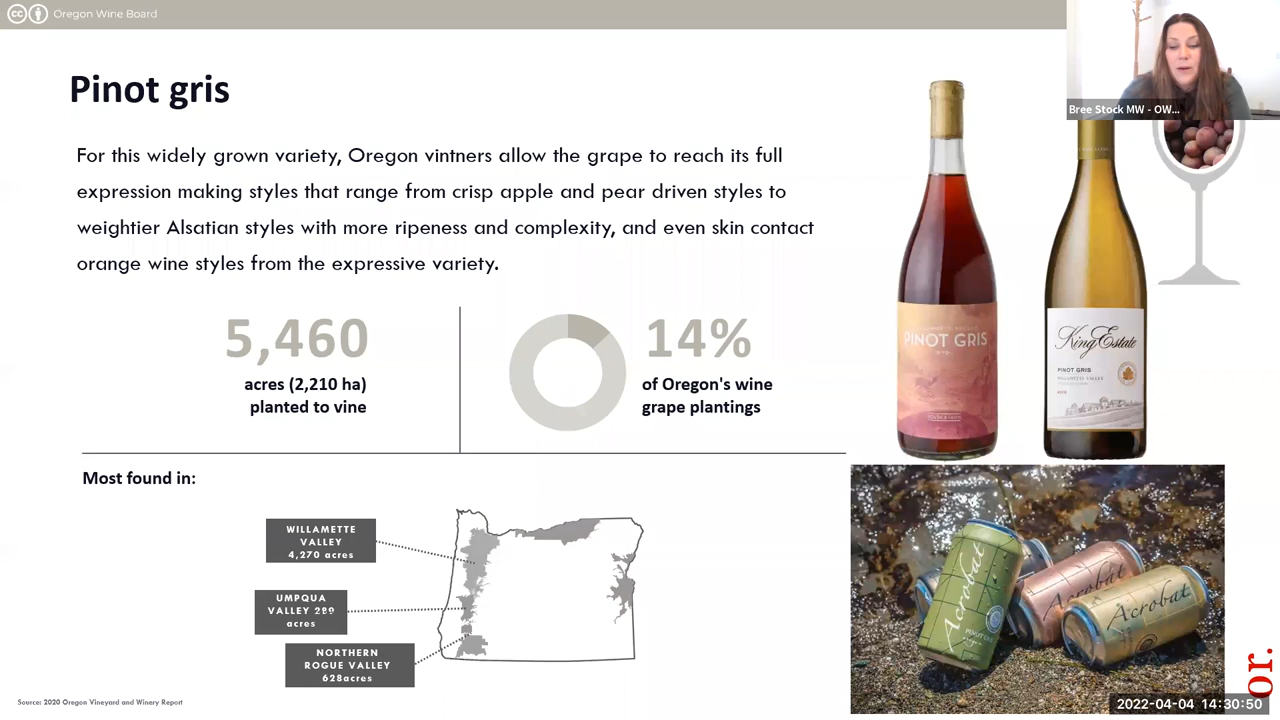 Oregon Wine Board
Bree Stock MW - OW...
Pinot gris
For this widely grown variety, Oregon vintners allow the grape to reach its full
expression making styles that range from crisp apple and pear driven styles to
weightier Alsatian styles with more ripeness and complexity, and even skin contact
orange wine styles from the expressive variety.
5,460
acres (2,210 ha)
planted to vine
14%
of Oregon's wine
grape plantings
PINOT GRIS
King Estate
PINOT GRIS
WILLAMETTE VALLEY
Most found in:
WILLAMETTE
VALLEY
4,270 acres
UMPQUA
VALLEY 289
acres
NORTHERN
ROGUE VALLEY
628acres
Acrobat
PINOT GRIS
Acrobat
Acrobat
or.
Source: 2020 Oregon Vineyard and Winery Report
2022-04-04 14:30:50